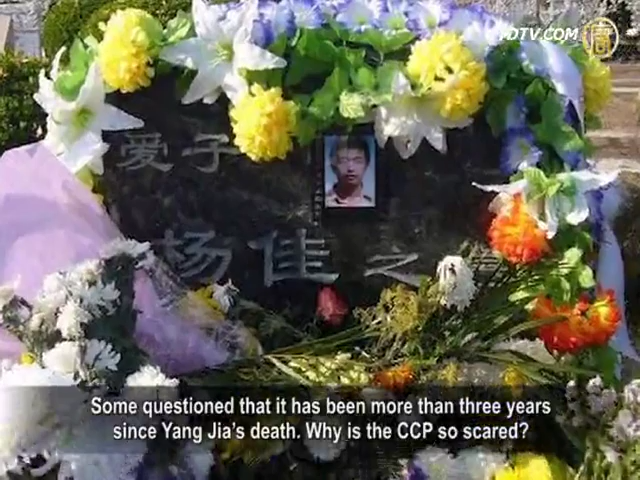 NTDTV.COM
爱子
杨佳之
Some questioned that it has been more than three years
since Yang Jia's death. Why is the CCP so scared?